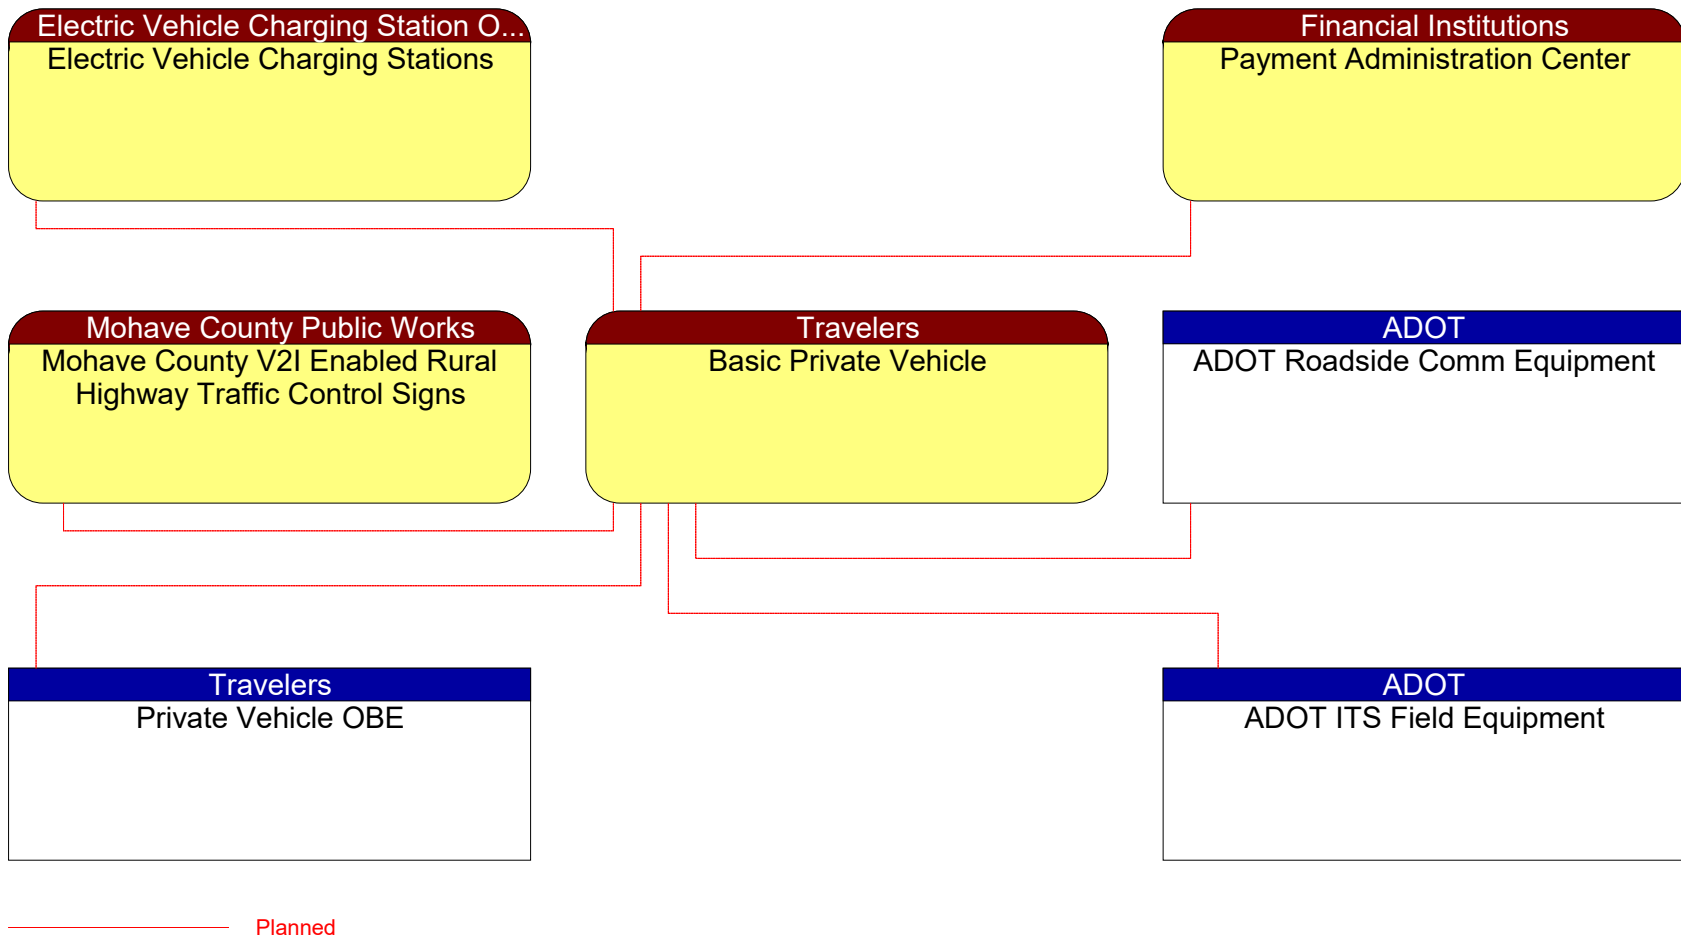 Electric Vehicle Charging Station O...
Electric Vehicle Charging Stations
Financial Institutions
Payment Administration Center
Mohave County Public Works
Mohave County V2I Enabled Rural
Highway Traffic Control Signs
Travelers
Basic Private Vehicle
ADOT
ADOT Roadside Comm Equipment
Travelers
Private Vehicle OBE
ADOT
ADOT ITS Field Equipment
Planned